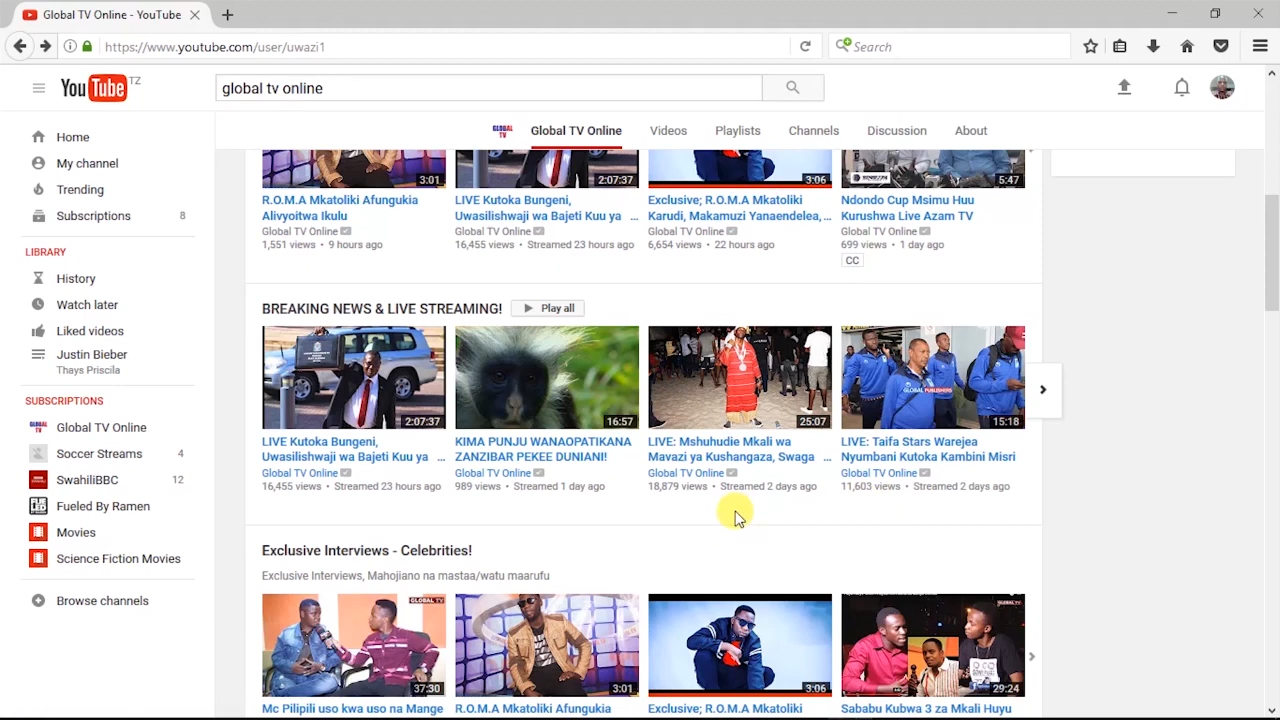 Global TV Online - YouTube
https://www.youtube.com/user/uwazi1
Search
YouTube TZ
global tv online
Home
My channel
Trending
Subscriptions 8
LIBRARY
History
Watch later
Liked videos
Justin Bieber
Thays Priscila
SUBSCRIPTIONS
Global TV Online
Soccer Streams 4
SwahiliBBC 12
Fueled By Ramen
Movies
Science Fiction Movies
Browse channels
GLOBAL TV
Global TV Online Videos Playlists Channels Discussion About
3:01 2:07:37 3:06 5:47
R.O.M.A Mkatoliki Afungukia
Alivyoitwa Ikulu
Global TV Online
1,551 views • 9 hours ago
LIVE Kutoka Bungeni,
Uwasilishwaji wa Bajeti Kuu ya ...
Global TV Online
16,455 views • Streamed 23 hours ago
Exclusive; R.O.M.A Mkatoliki
Karudi, Makamuzi Yanaendelea,...
Global TV Online
6,654 views • 22 hours ago
Ndondo Cup Msimu Huu
Kurushwa Live Azam TV
Global TV Online
699 views • 1 day ago
CC
BREAKING NEWS & LIVE STREAMING! Play all
2:07:37 16:57 25:07 15:18
GLOBAL PUBLISHERS
LIVE Kutoka Bungeni,
Uwasilishwaji wa Bajeti Kuu ya ...
Global TV Online
16,455 views • Streamed 23 hours ago
KIMA PUNJU WANAOPATIKANA
ZANZIBAR PEKEE DUNIANI!
Global TV Online
989 views • Streamed 1 day ago
LIVE: Mshuhudie Mkali wa
Mavazi ya Kushangaza, Swaga ...
Global TV Online
18,879 views • Streamed 2 days ago
LIVE: Taifa Stars Warejea
Nyumbani Kutoka Kambini Misri
Global TV Online
11,603 views • Streamed 2 days ago
Exclusive Interviews - Celebrities!
Exclusive Interviews, Mahojiano na mastaa/watu maarufu
GLOBAL TV
GLOBAL TV
37:30 3:01 3:06 29:24
Mc Pilipili uso kwa uso na Mange
R.O.M.A Mkatoliki Afungukia
Exclusive; R.O.M.A Mkatoliki
Sababu Kubwa 3 za Mkali Huyu